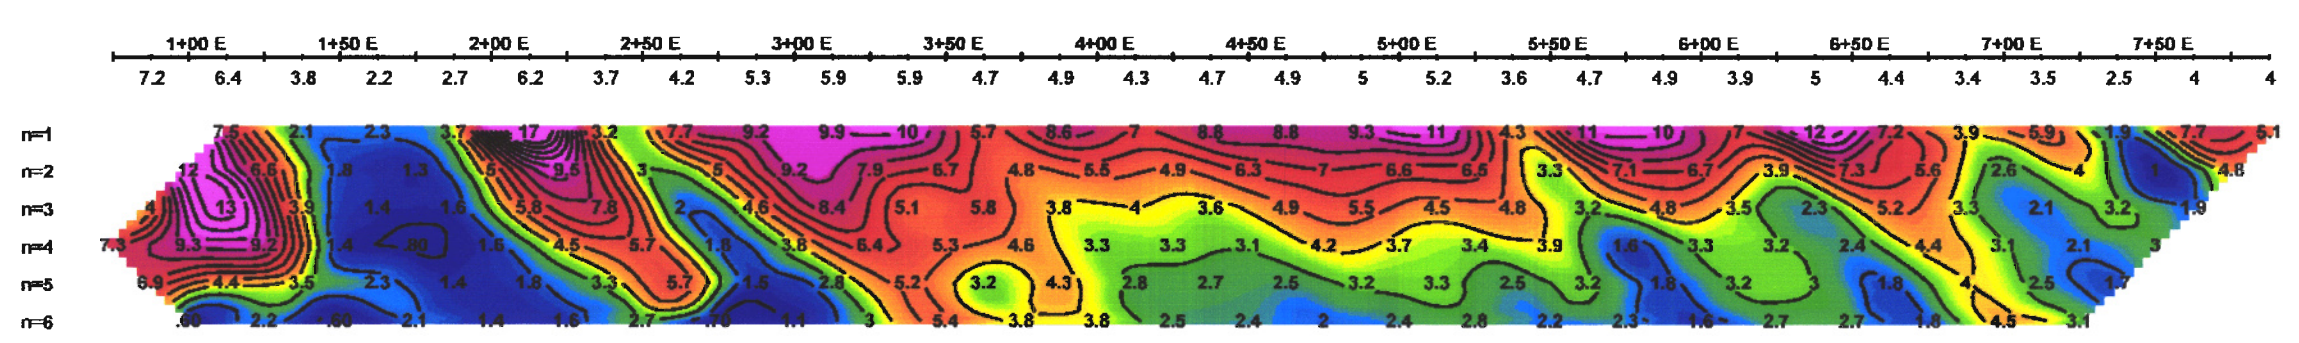 1+00 E 1+50 E 2+00 E 2+50 E 3+00 E 3+50 E 4+00 E 4+50 E 5+00 E 5+50 E 6+00 E 6+50 E 7+00 E 7+50 E
7.2 6.4 3.8 2.2 2.7 6.2 3.7 4.2 5.3 5.9 5.9 4.7 4.9 4.3 4.7 4.9 5 5.2 3.6 4.7 4.9 3.9 5 4.4 3.4 3.5 2.5 4 4
n=1 7.5 2.1 2.3 3.7 17 3.2 7.7 9.2 9.9 10 5.7 8.6 7 8.8 8.8 9.3 11 4.3 11 10 7 12 7.2 3.9 5.9 1.9 7.7 5.1
n=2 12 6.6 1.8 1.3 5 9.5 3 5 9.2 7.9 6.7 4.8 5.5 4.9 6.3 7 6.6 6.5 3.3 7.1 6.7 3.9 7.3 5.6 2.6 4 1 4.8
n=3 4 13 3.9 1.4 1.6 5.8 7.8 2 4.6 8.4 5.1 5.8 3.8 4 3.6 4.9 5.5 4.5 4.8 3.2 4.8 3.5 2.3 5.2 3.3 2.1 3.2 1.9
n=4 7.3 9.3 9.2 1.4 .80 1.6 4.5 5.7 1.8 3.8 6.4 5.3 4.6 3.3 3.3 3.1 4.2 3.7 3.4 3.9 1.6 3.3 3.2 2.4 4.4 3.1 2.1 3
n=5 6.9 4.4 3.5 2.3 1.4 1.8 3.3 5.7 1.5 2.8 5.2 3.2 4.3 2.8 2.7 2.5 3.2 3.3 2.5 3.2 1.8 3.2 3 1.8 4 2.5 1.7
n=6 .60 2.2 .60 2.1 1.4 1.6 2.7 .70 1.1 3 5.4 3.8 3.8 2.5 2.4 2 2.4 2.8 2.2 2.3 1.6 2.7 2.7 1.8 4.5 3.1